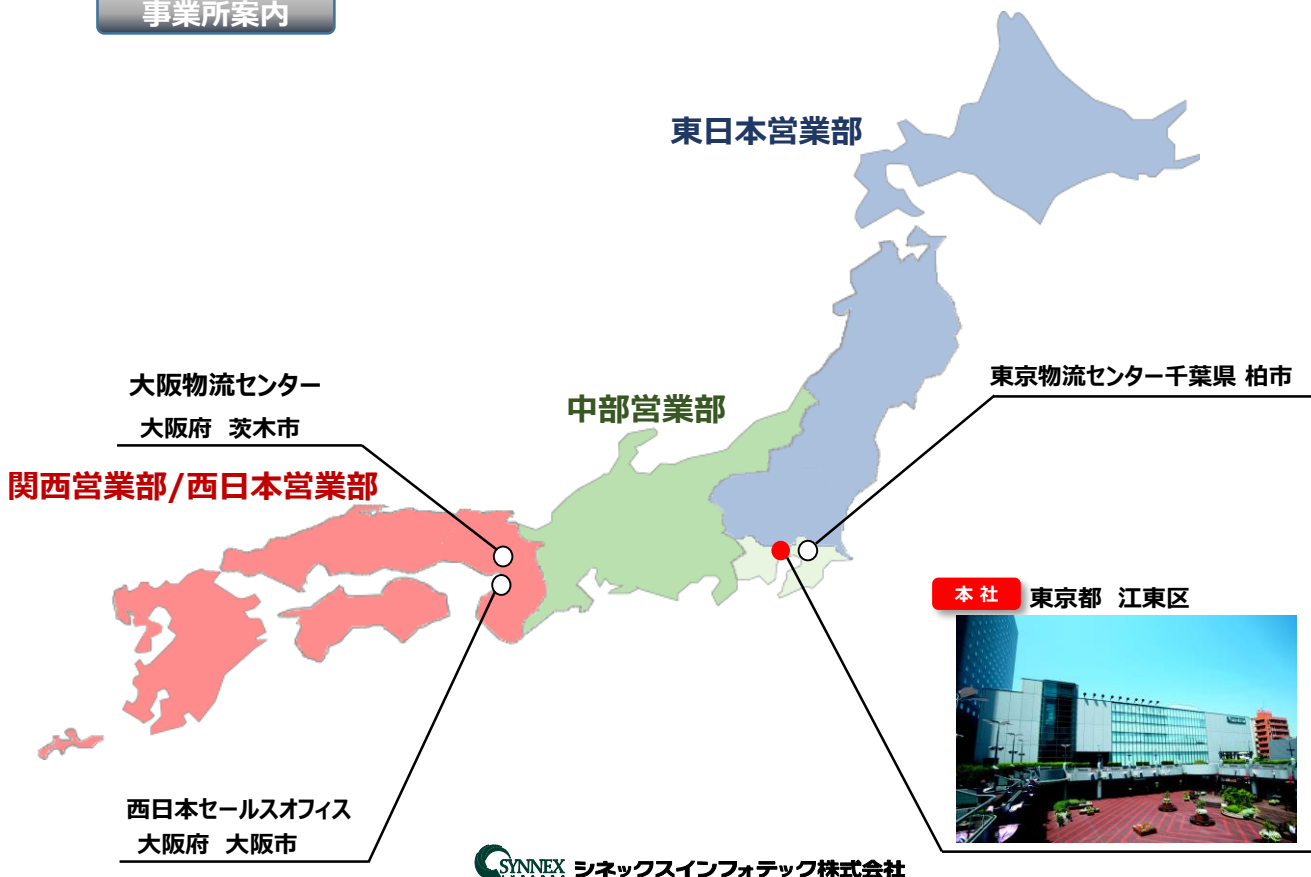 事業所案内
東日本営業部
大阪物流センター
大阪府 茨木市
中部営業部
東京物流センター千葉県 柏市
関西営業部/西日本営業部
本社 東京都 江東区
西日本セールスオフィス
大阪府 大阪市
SYNNEX シネックスインフォテック株式会社